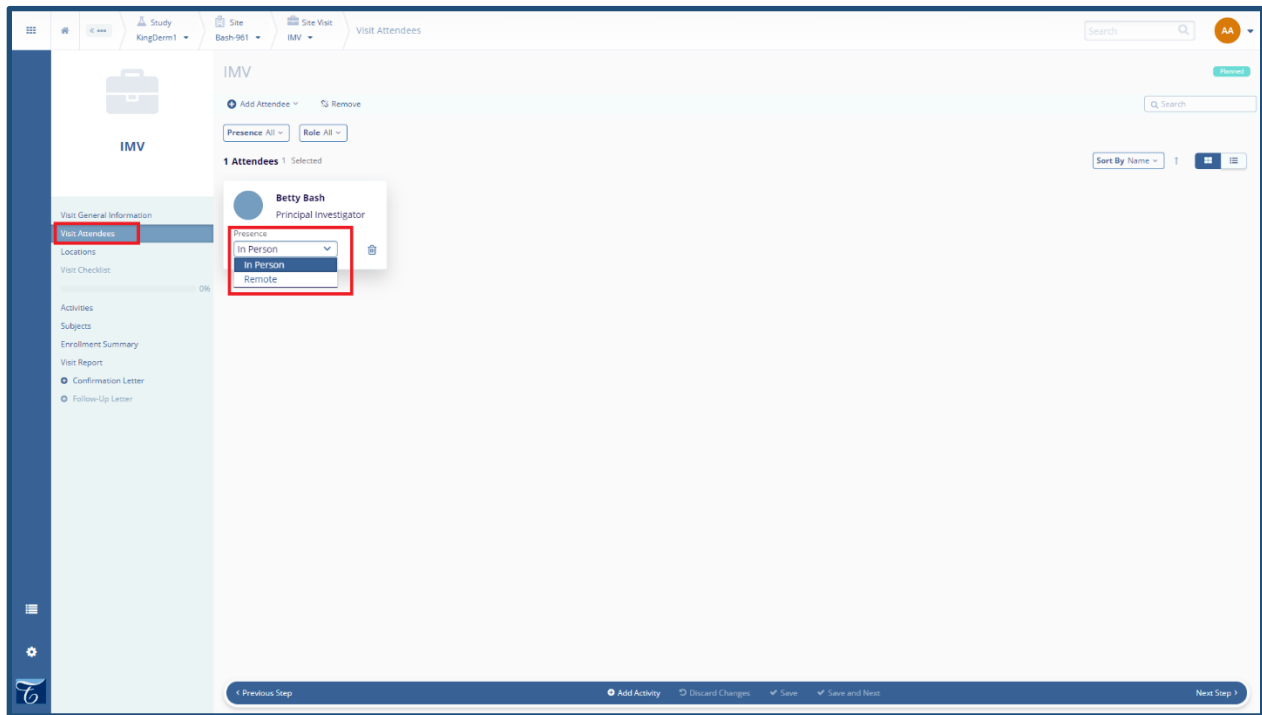 Study
KingDerm1
Site
Bash-961
Site Visit
IMV
Visit Attendees
Search
AA
IMV
IMV
Planned
Add Attendee
Remove
Search
Presence All
Role All
1 Attendees 1 Selected
Sort By Name
Betty Bash
Principal Investigator
Presence
In Person
In Person
Remote
Visit General Information
Visit Attendees
Locations
Visit Checklist
0%
Activities
Subjects
Enrollment Summary
Visit Report
Confirmation Letter
Follow-Up Letter
Previous Step
Add Activity
Discard Changes
Save
Save and Next
Next Step